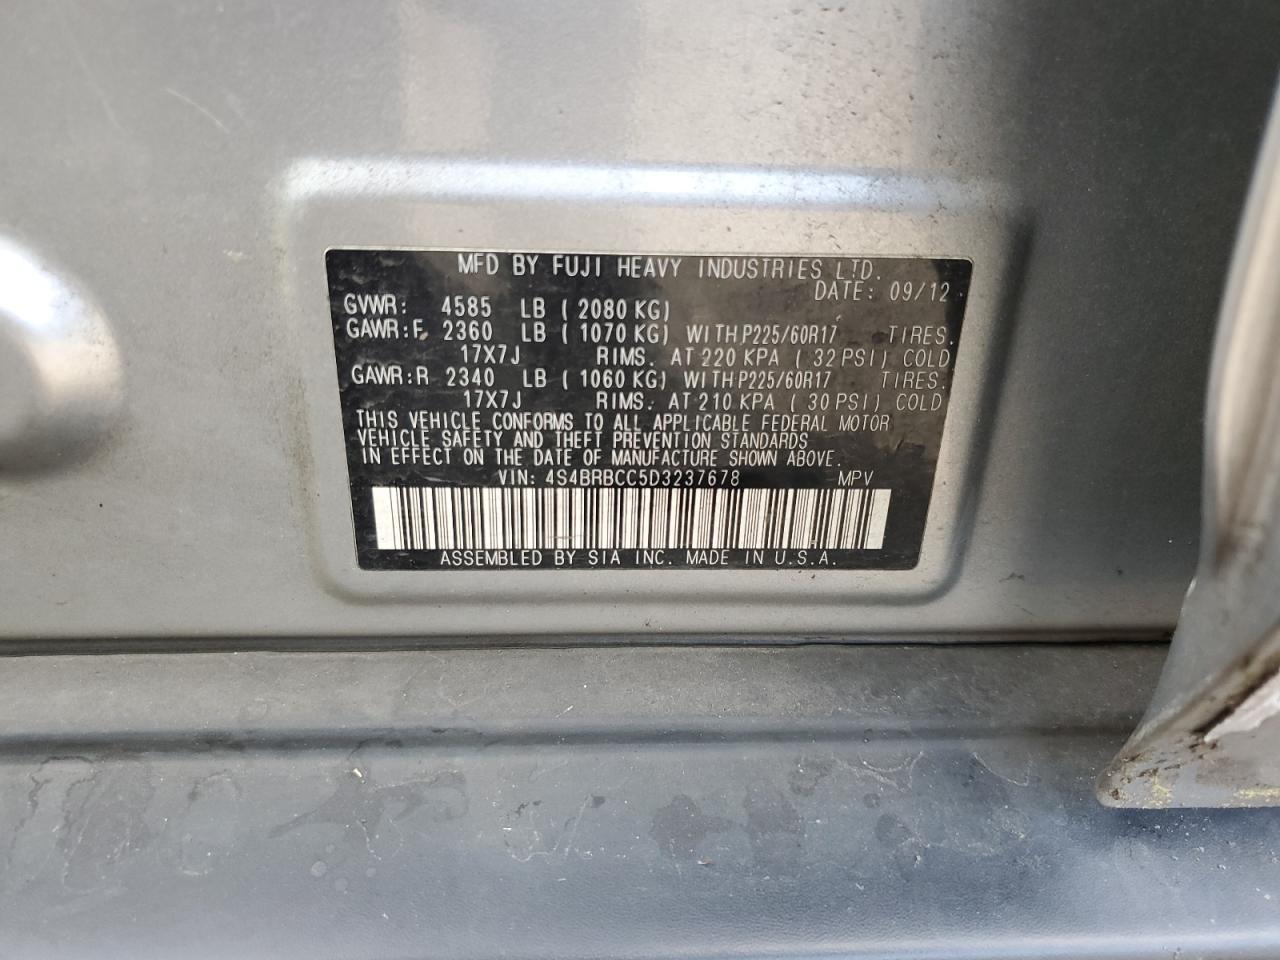 MFD BY FUJI HEAVY INDUSTRIES LTD.
DATE: 09/12
GVWR: 4585 LB ( 2080 KG)
GAWR:F. 2360 LB ( 1070 KG) WITH P225/60R17 TIRES.
17X7J RIMS. AT 220 KPA ( 32 PSI) COLD
GAWR:R 2340 LB ( 1060 KG) WITH P225/60R17 TIRES.
17X7J RIMS. AT 210 KPA ( 30 PSI) COLD
THIS VEHICLE CONFORMS TO ALL APPLICABLE FEDERAL MOTOR
VEHICLE SAFETY AND THEFT PREVENTION STANDARDS
IN EFFECT ON THE DATE OF MANUFACTURE SHOWN ABOVE.
VIN: 4S4BRBCC5D3237678 MPV
ASSEMBLED BY SIA INC. MADE IN U.S.A.